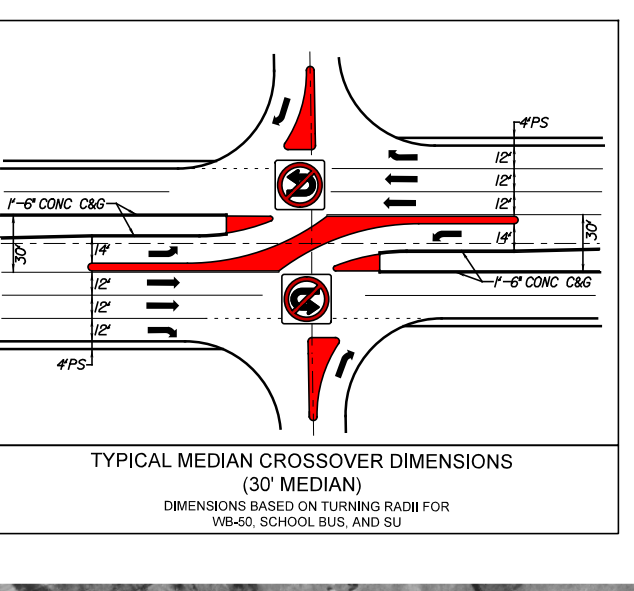 4'PS
12'
12'
12'
1'-6" CONC C&G
30'
14'
14'
30'
12'
12'
12'
1'-6" CONC C&G
4'PS
TYPICAL MEDIAN CROSSOVER DIMENSIONS
(30' MEDIAN)
DIMENSIONS BASED ON TURNING RADII FOR
WB-50, SCHOOL BUS, AND SU